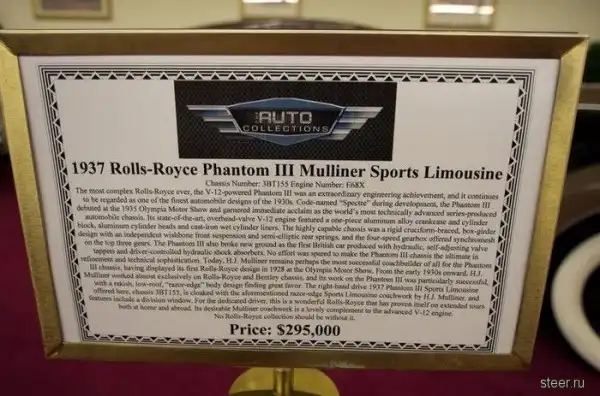 THE AUTO
COLLECTIONS
1937 Rolls-Royce Phantom III Mulliner Sports Limousine
Chassis Number: 3BT155 Engine Number: E68X
The most complex Rolls-Royce ever, the V-12-powered Phantom III was an extraordinary engineering achievement, and it continues
to be regarded as one of the finest automobile designs of the 1930s. Code-named "Spectre" during development, the Phantom III
debuted at the 1935 Olympia Motor Show and garnered immediate acclaim as the world's most technically advanced series-produced
automobile chassis. Its state-of-the-art, overhead-valve V-12 engine featured a one-piece aluminum alloy crankcase and cylinder
block, aluminum cylinder heads and cast-iron wet cylinder liners. The highly capable chassis was a rigid cruciform-braced, box-girder
design with an independent wishbone front suspension and semi-elliptic rear springs, and the four-speed gearbox offered synchromesh
on the top three gears. The Phantom III also broke new ground as the first British car produced with hydraulic, self-adjusting valve
tappets and driver-controlled hydraulic shock absorbers. No effort was spared to make the Phantom III chassis the ultimate in
refinement and technical sophistication. Today, H.J. Mulliner remains perhaps the most successful coachbuilder of all for the Phantom
III chassis, having displayed its first Rolls-Royce design in 1928 at the Olympia Motor Show. From the early 1930s onward, H.J.
Mulliner worked almost exclusively on Rolls-Royce and Bentley chassis, and its work on the Phantom III was particularly successful,
with a rakish, low-roof, "razor-edge" body design finding great favor. The right-hand drive 1937 Phantom III Sports Limousine
offered here, chassis 3BT155, is cloaked with the aforementioned razor-edge Sports Limousine coachwork by H.J. Mulliner, and
features include a division window. For the dedicated driver, this is a wonderful Rolls-Royce that has proven itself on extended tours
both at home and abroad. Its desirable Mulliner coachwork is a lovely complement to the advanced V-12 engine.
No Rolls-Royce collection should be without it.
Price: $295,000
steer.ru